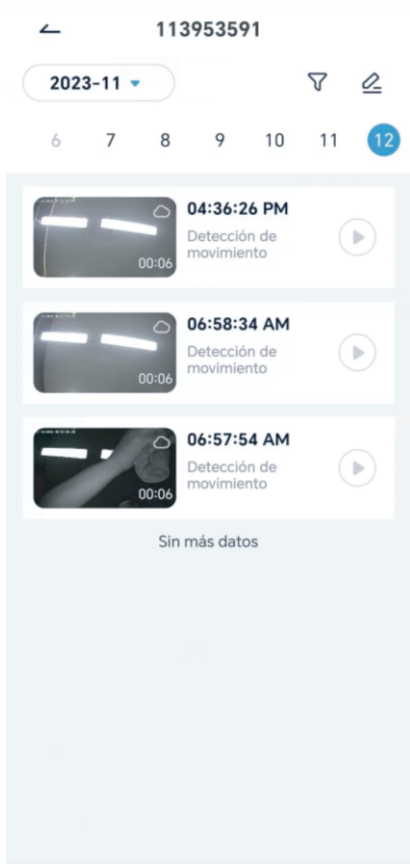 113953591
2023-11
6 7 8 9 10 11 12
04:36:26 PM
Detección de
movimiento
00:06
06:58:34 AM
Detección de
movimiento
00:06
06:57:54 AM
Detección de
movimiento
00:06
Sin más datos